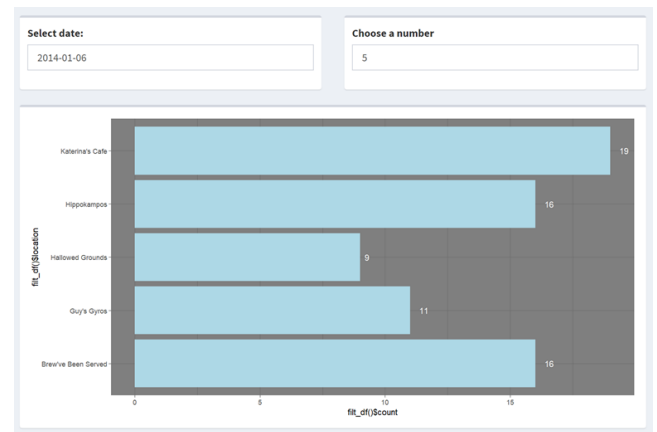 Select date:
Choose a number
2014-01-06
5
Katerina's Cafe
19
Hippokampos
16
Hallowed Grounds
9
Guy's Gyros
11
Brew've Been Served
16
filt_df()$location
0
5
10
15
filt_df()$count